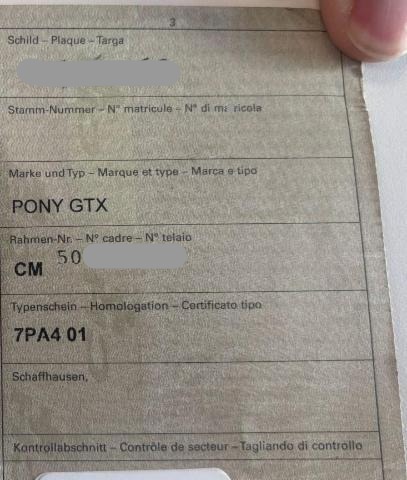 3
Schild – Plaque – Targa
Stamm-Nummer – N° matricule – N° di ma ricola
Marke und Typ – Marque et type – Marca e tipo
PONY GTX
Rahmen-Nr. – N° cadre – N° telaio
CM 50
Typenschein – Homologation – Certificato tipo
7PA4 01
Schaffhausen,
Kontrollabschnitt – Contrôle de secteur – Tagliando di controllo